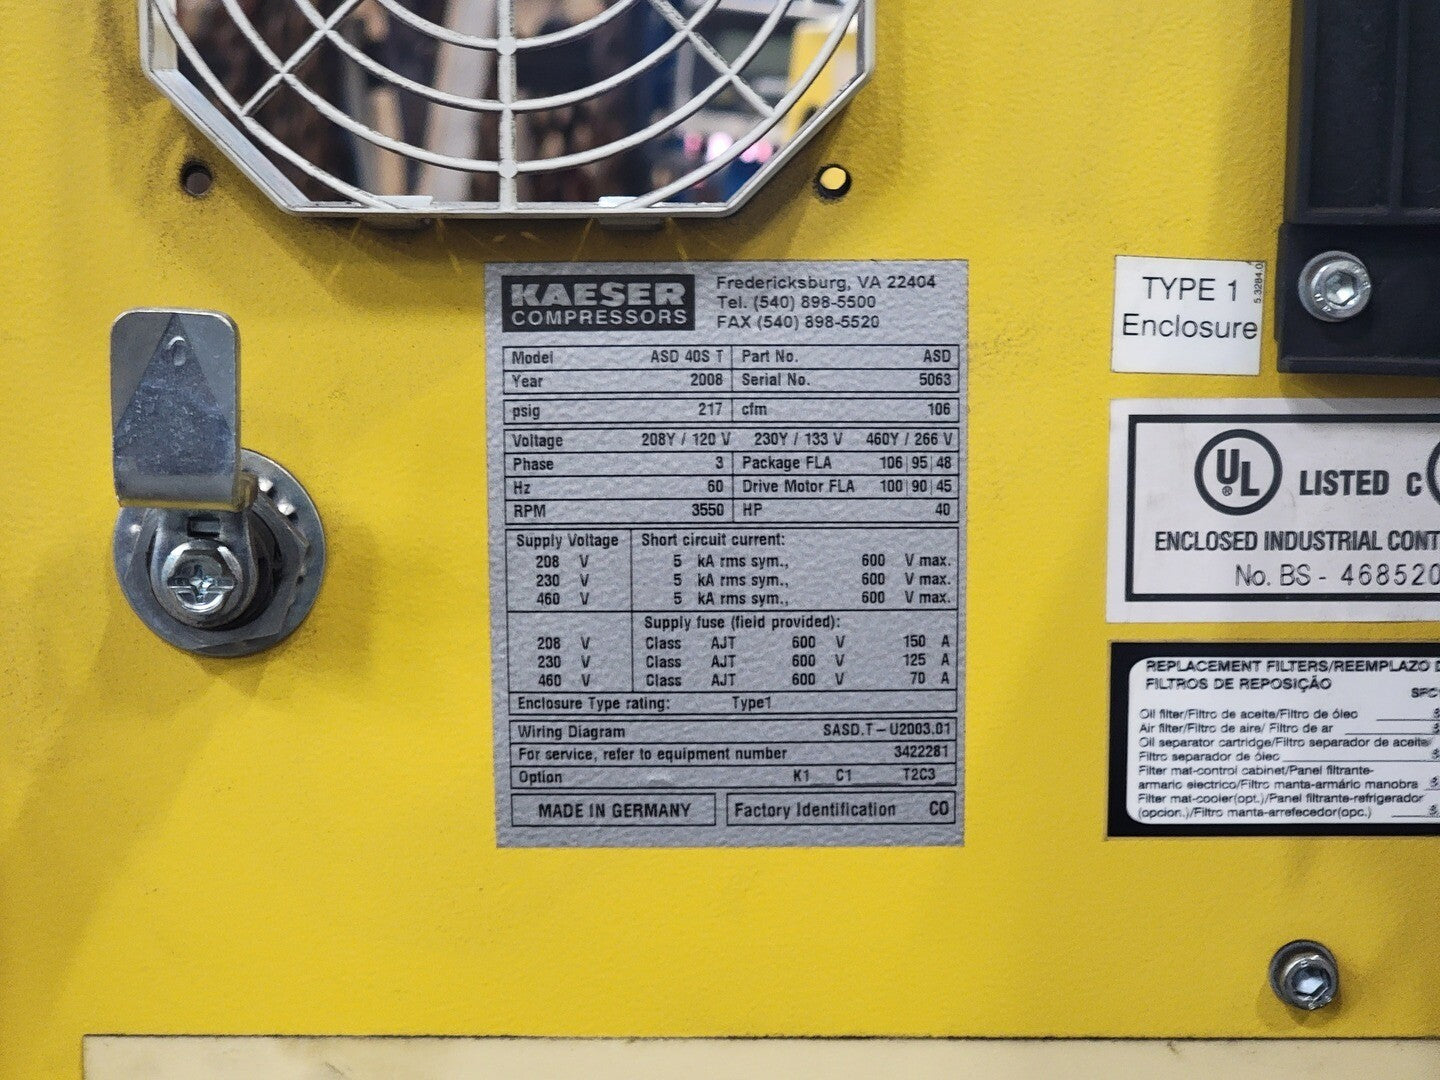 KAESER
COMPRESSORS
Fredericksburg, VA 22404
Tel. (540) 898-5500
FAX (540) 898-5520
Model ASD 40S T Part No. ASD
Year 2008 Serial No. 5063
psig 217 cfm 106
Voltage 208Y / 120 V 230Y / 133 V 460Y / 266 V
Phase 3 Package FLA 106|95|48
Hz 60 Drive Motor FLA 100|90|45
RPM 3550 HP 40
Supply Voltage Short circuit current:
208 V 5 kA rms sym., 600 V max.
230 V 5 kA rms sym., 600 V max.
460 V 5 kA rms sym., 600 V max.
Supply fuse (field provided):
208 V Class AJT 600 V 150 A
230 V Class AJT 600 V 125 A
460 V Class AJT 600 V 70 A
Enclosure Type rating: Type1
Wiring Diagram SASD.T-U2003.01
For service, refer to equipment number 3422281
Option K1 C1 T2C3
MADE IN GERMANY Factory Identification CO
TYPE 1
Enclosure
UL LISTED C
ENCLOSED INDUSTRIAL CONT
No. BS - 468520
REPLACEMENT FILTERS/REEMPLAZO
FILTROS DE REPOSIÇÃO
Oil filter/Filtro de aceite/Filtro de óleo
Air filter/Filtro de aire/ Filtro de ar
Oil separator cartridge/Filtro separador de aceite/
Filtro separador de óleo
Filter mat-control cabinet/Panel filtrante-
armario electrico/Filtro manta-armário manobra
Filter mat-cooler(opt.)/Panel filtrante-refrigerador
(opcion.)/Filtro manta-arrefecedor(opc.)